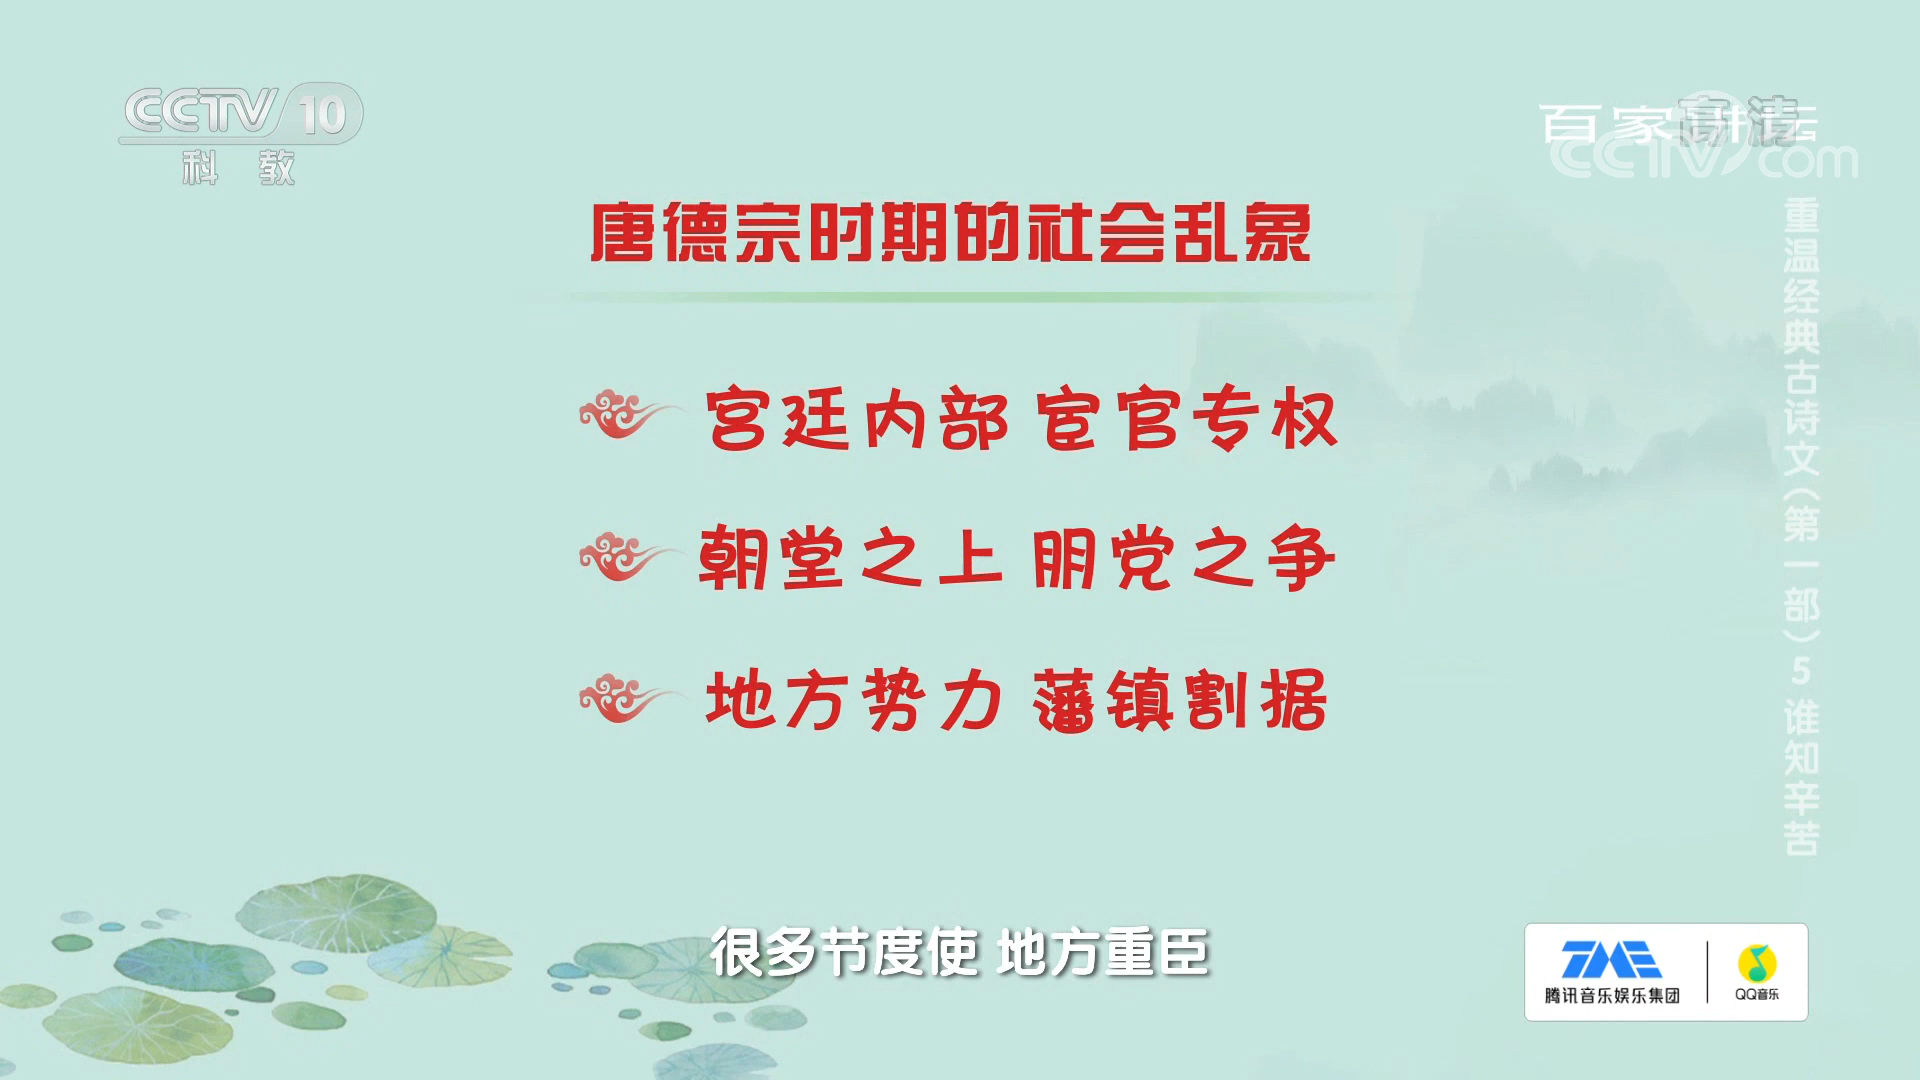 CCTV 10
科 教
百家讲坛
高清
CCTV.com
唐德宗时期的社会乱象
宫廷内部 宦官专权
朝堂之上 朋党之争
地方势力 藩镇割据
重温经典古诗文(第一部)5 谁知辛苦
很多节度使 地方重臣
TME
腾讯音乐娱乐集团
QQ音乐